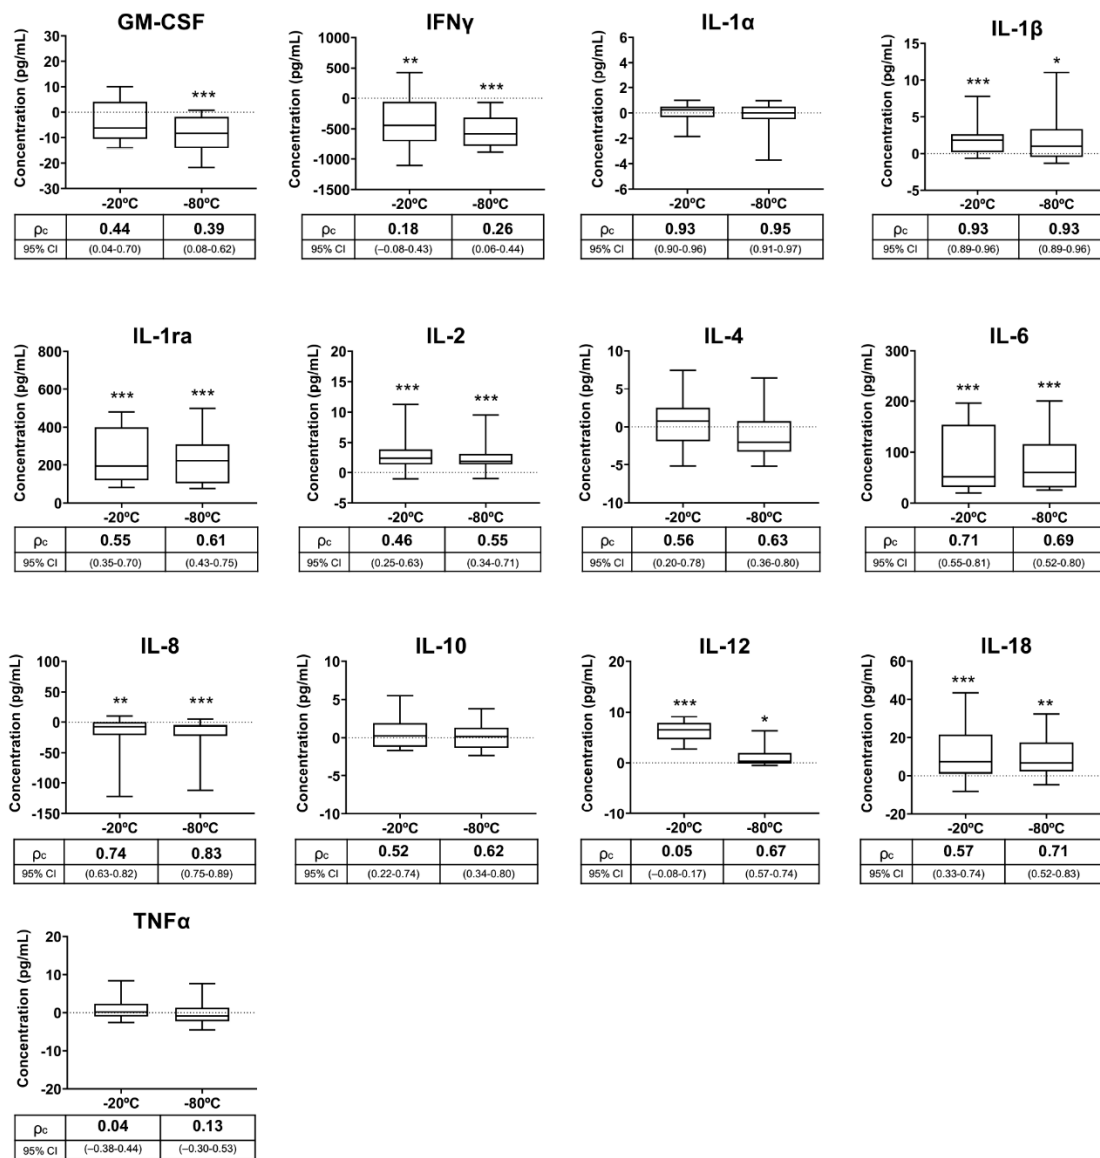 GM-CSF
Concentration (pg/mL)
30
20
10
0
-10
-20
-30
***
-20ºC -80ºC
ρc 0.44 0.39
95% CI (0.04-0.70) (0.08-0.62)
IFNγ
Concentration (pg/mL)
1000
500
0
-500
-1000
-1500
** ***
-20ºC -80ºC
ρc 0.18 0.26
95% CI (–0.08-0.43) (0.06-0.44)
IL-1α
Concentration (pg/mL)
6
4
2
0
-2
-4
-6
-20ºC -80ºC
ρc 0.93 0.95
95% CI (0.90-0.96) (0.91-0.97)
IL-1β
Concentration (pg/mL)
15
10
5
0
-5
*** *
-20ºC -80ºC
ρc 0.93 0.93
95% CI (0.89-0.96) (0.89-0.96)
IL-1ra
Concentration (pg/mL)
800
600
400
200
0
*** ***
-20ºC -80ºC
ρc 0.55 0.61
95% CI (0.35-0.70) (0.43-0.75)
IL-2
Concentration (pg/mL)
20
15
10
5
0
-5
*** ***
-20ºC -80ºC
ρc 0.46 0.55
95% CI (0.25-0.63) (0.34-0.71)
IL-4
Concentration (pg/mL)
10
5
0
-5
-10
-20ºC -80ºC
ρc 0.56 0.63
95% CI (0.20-0.78) (0.36-0.80)
IL-6
Concentration (pg/mL)
300
200
100
0
*** ***
-20ºC -80ºC
ρc 0.71 0.69
95% CI (0.55-0.81) (0.52-0.80)
IL-8
Concentration (pg/mL)
100
50
0
-50
-100
-150
** ***
-20ºC -80ºC
ρc 0.74 0.83
95% CI (0.63-0.82) (0.75-0.89)
IL-10
Concentration (pg/mL)
10
5
0
-5
-10
-20ºC -80ºC
ρc 0.52 0.62
95% CI (0.22-0.74) (0.34-0.80)
IL-12
Concentration (pg/mL)
20
10
0
-10
*** *
-20ºC -80ºC
ρc 0.05 0.67
95% CI (–0.08-0.17) (0.57-0.74)
IL-18
Concentration (pg/mL)
60
40
20
0
-20
*** **
-20ºC -80ºC
ρc 0.57 0.71
95% CI (0.33-0.74) (0.52-0.83)
TNFα
Concentration (pg/mL)
20
10
0
-10
-20
-20ºC -80ºC
ρc 0.04 0.13
95% CI (–0.38-0.44) (–0.30-0.53)